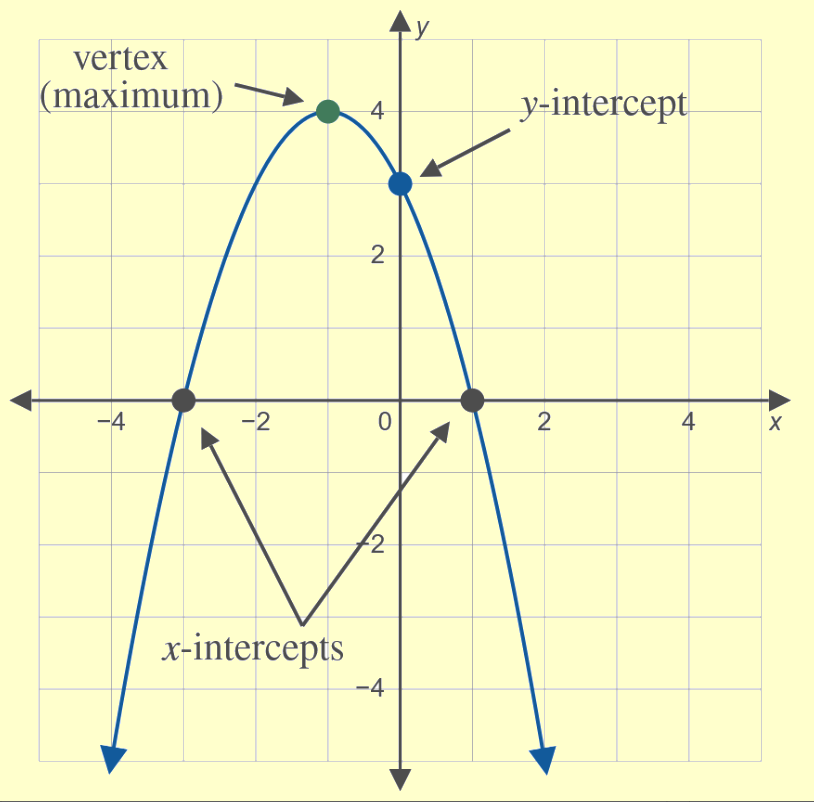 y
vertex
(maximum)
y-intercept
4
2
−4
−2
0
2
4
x
−2
x-intercepts
−4